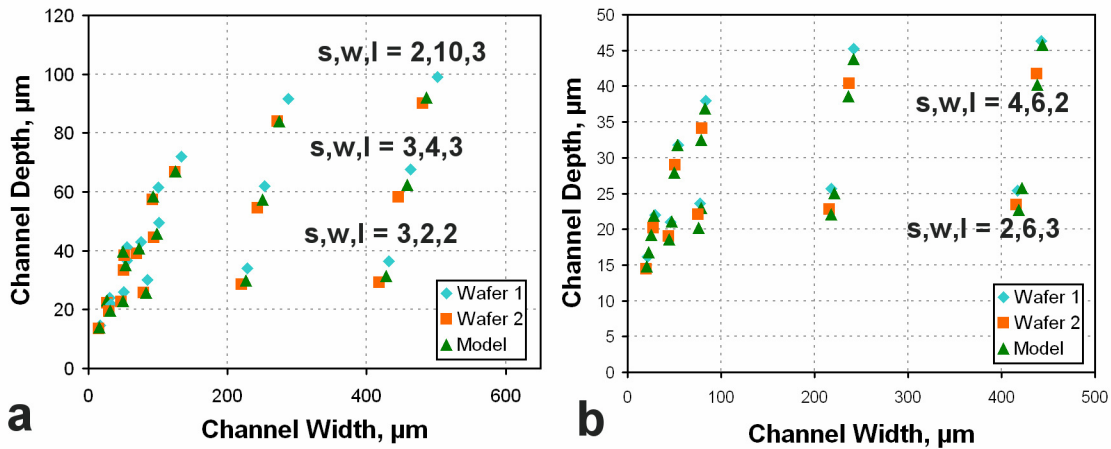 120
100
80
60
40
20
0
0
200
400
600
Channel Depth, µm
Channel Width, µm
s,w,l = 2,10,3
s,w,l = 3,4,3
s,w,l = 3,2,2
Wafer 1
Wafer 2
Model
a
50
45
40
35
30
25
20
15
10
5
0
0
100
200
300
400
500
Channel Depth, µm
Channel Width, µm
s,w,l = 4,6,2
s,w,l = 2,6,3
Wafer 1
Wafer 2
Model
b